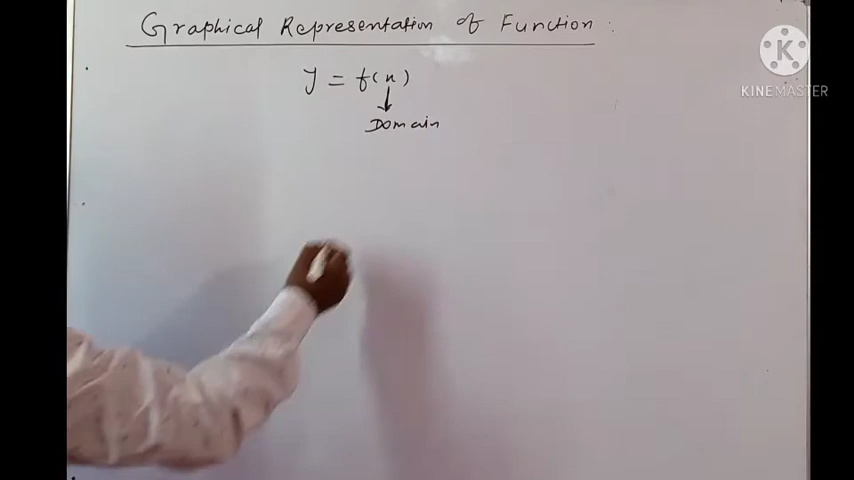 Graphical Representation of Function :
y = f(x)
Domain
KINEMASTER